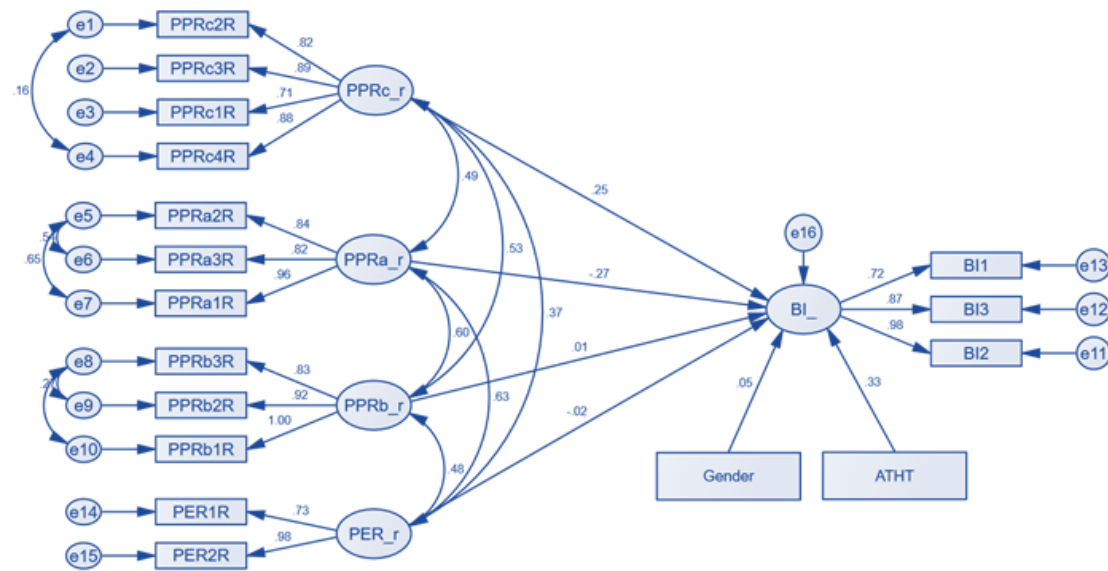 e1 PPRc2R
.82
e2 PPRc3R .89
PPRc_r
.16
e3 PPRc1R .71
.88
e4 PPRc4R
.49
.25
e5 PPRa2R
.84
e16
.54
.53
e6 PPRa3R .82
PPRa_r
BI1 e13
.65
.96
-.27
.72
e7 PPRa1R
.37
BI_
.87
BI3 e12
.60
.01
.98
e8 PPRb3R
BI2 e11
.83
.05
.33
e9 PPRb2R .92
PPRb_r
.63
-.02
1.00
e10 PPRb1R
.48
Gender ATHT
e14 PER1R .73
PER_r
.98
e15 PER2R